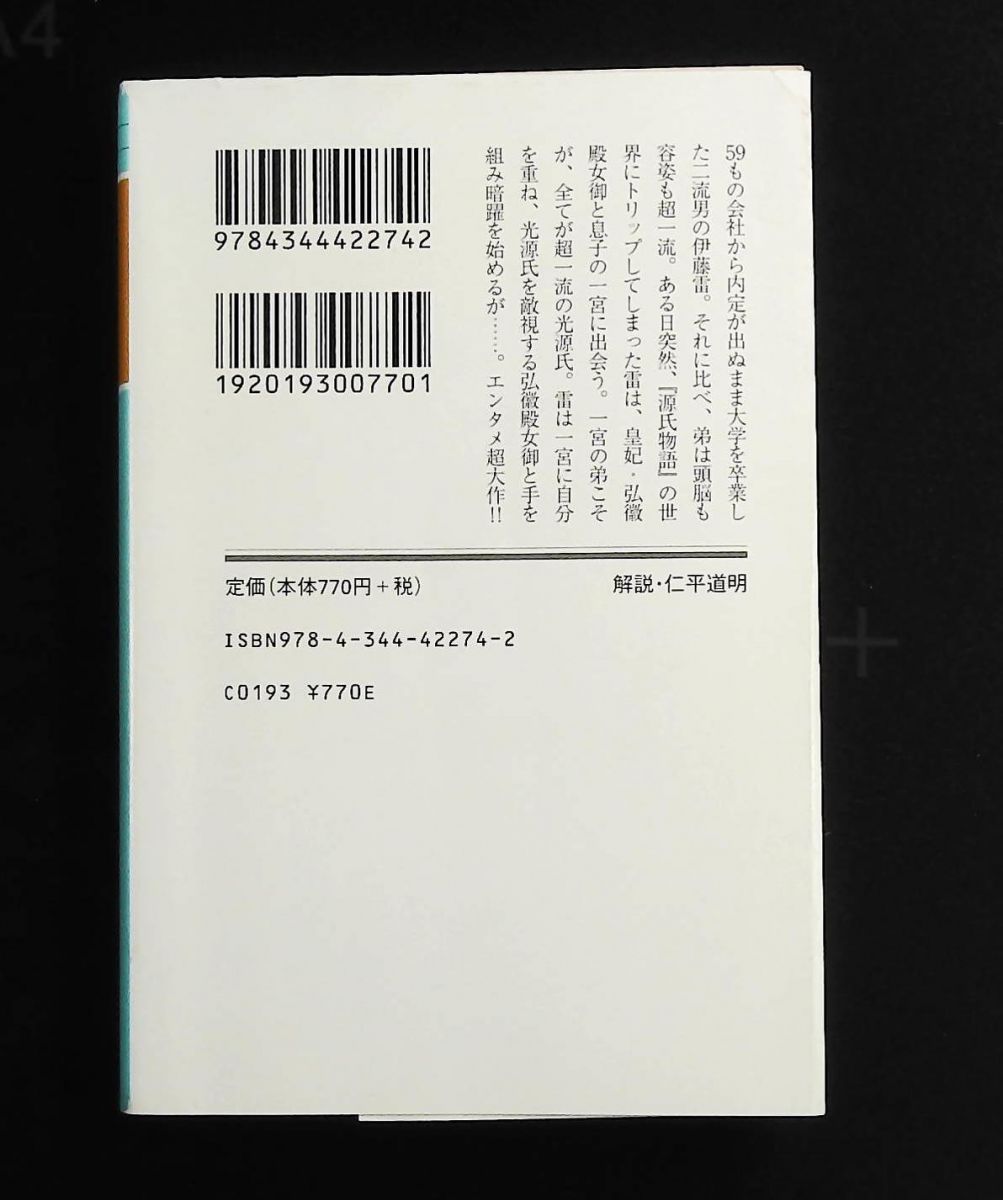 A4
9784344422742
1920193007701
59もの会社から内定が出ぬまま大学を卒業し
た二流男の伊藤雷。それに比べ、弟は頭脳も
容姿も超一流。ある日突然、『源氏物語』の世
界にトリップしてしまった雷は、皇妃・弘徽
殿女御と息子の一宮に出会う。一宮の弟こそ
が、全てが超一流の光源氏。雷は一宮に自分
を重ね、光源氏を敵視する弘徽殿女御と手を
組み暗躍を始めるが……。エンタメ超大作!!
定価(本体770円+税)
解説・仁平道明
ISBN978-4-344-42274-2
C0193 ¥770E